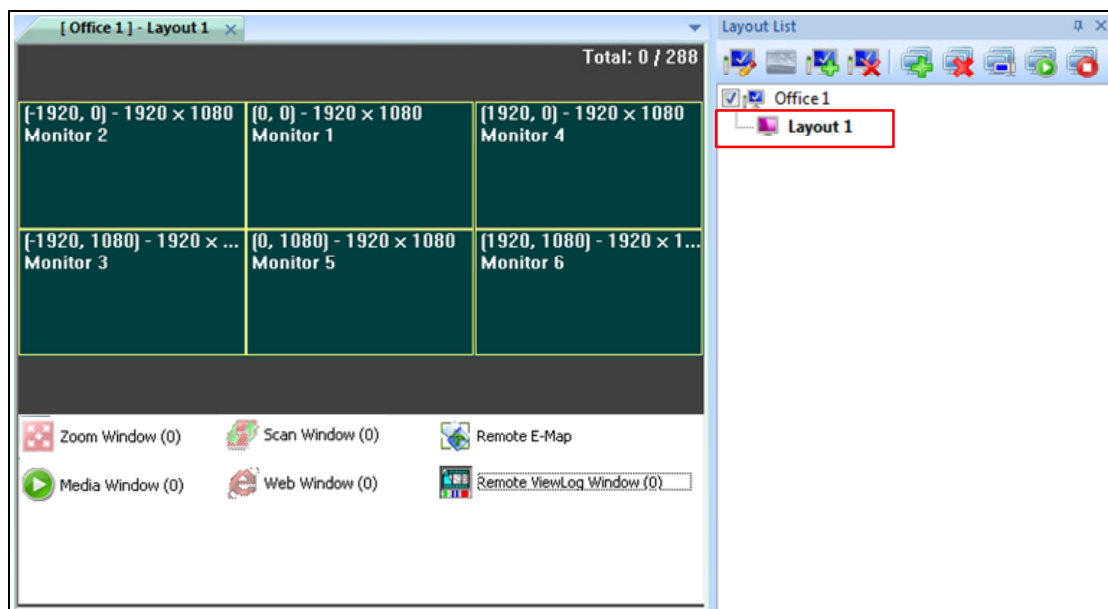 [ Office 1 ] - Layout 1
Total: 0 / 288
(-1920, 0) - 1920 × 1080
Monitor 2
(0, 0) - 1920 × 1080
Monitor 1
(1920, 0) - 1920 × 1080
Monitor 4
(-1920, 1080) - 1920 × ...
Monitor 3
(0, 1080) - 1920 × 1080
Monitor 5
(1920, 1080) - 1920 × 1...
Monitor 6
Zoom Window (0)
Scan Window (0)
Remote E-Map
Media Window (0)
Web Window (0)
Remote ViewLog Window (0)
Layout List
Office 1
Layout 1